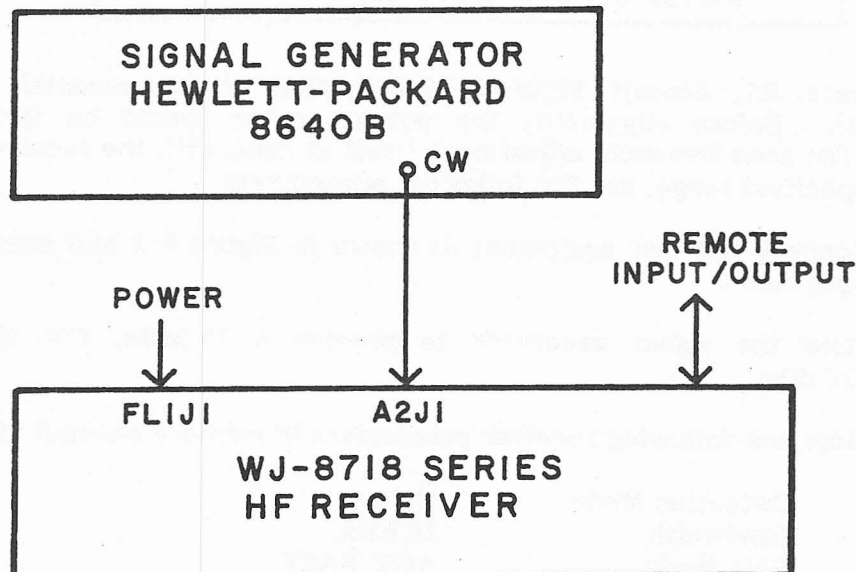 SIGNAL GENERATOR
HEWLETT-PACKARD
8640B
CW
REMOTE
INPUT/OUTPUT
POWER
FL1J1
A2J1
WJ-8718 SERIES
HF RECEIVER